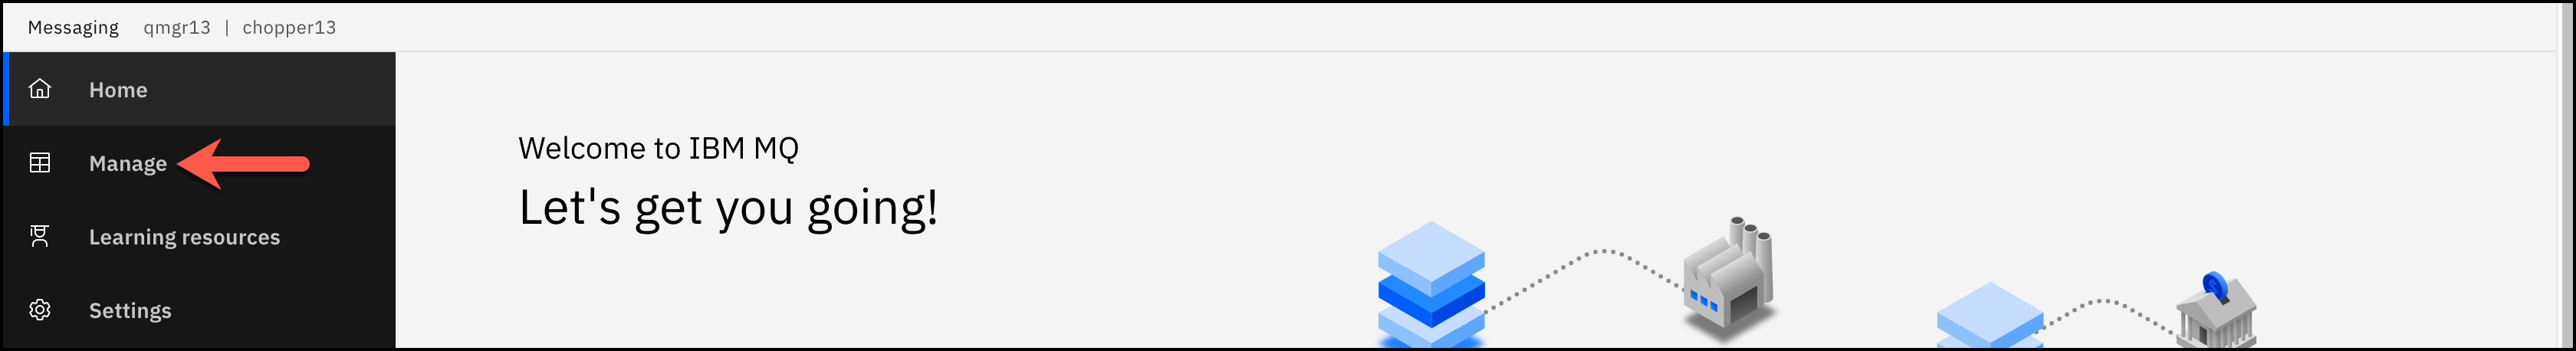 Messaging qmgr13 | chopper13
Home
Manage
Learning resources
Settings
Welcome to IBM MQ
Let's get you going!